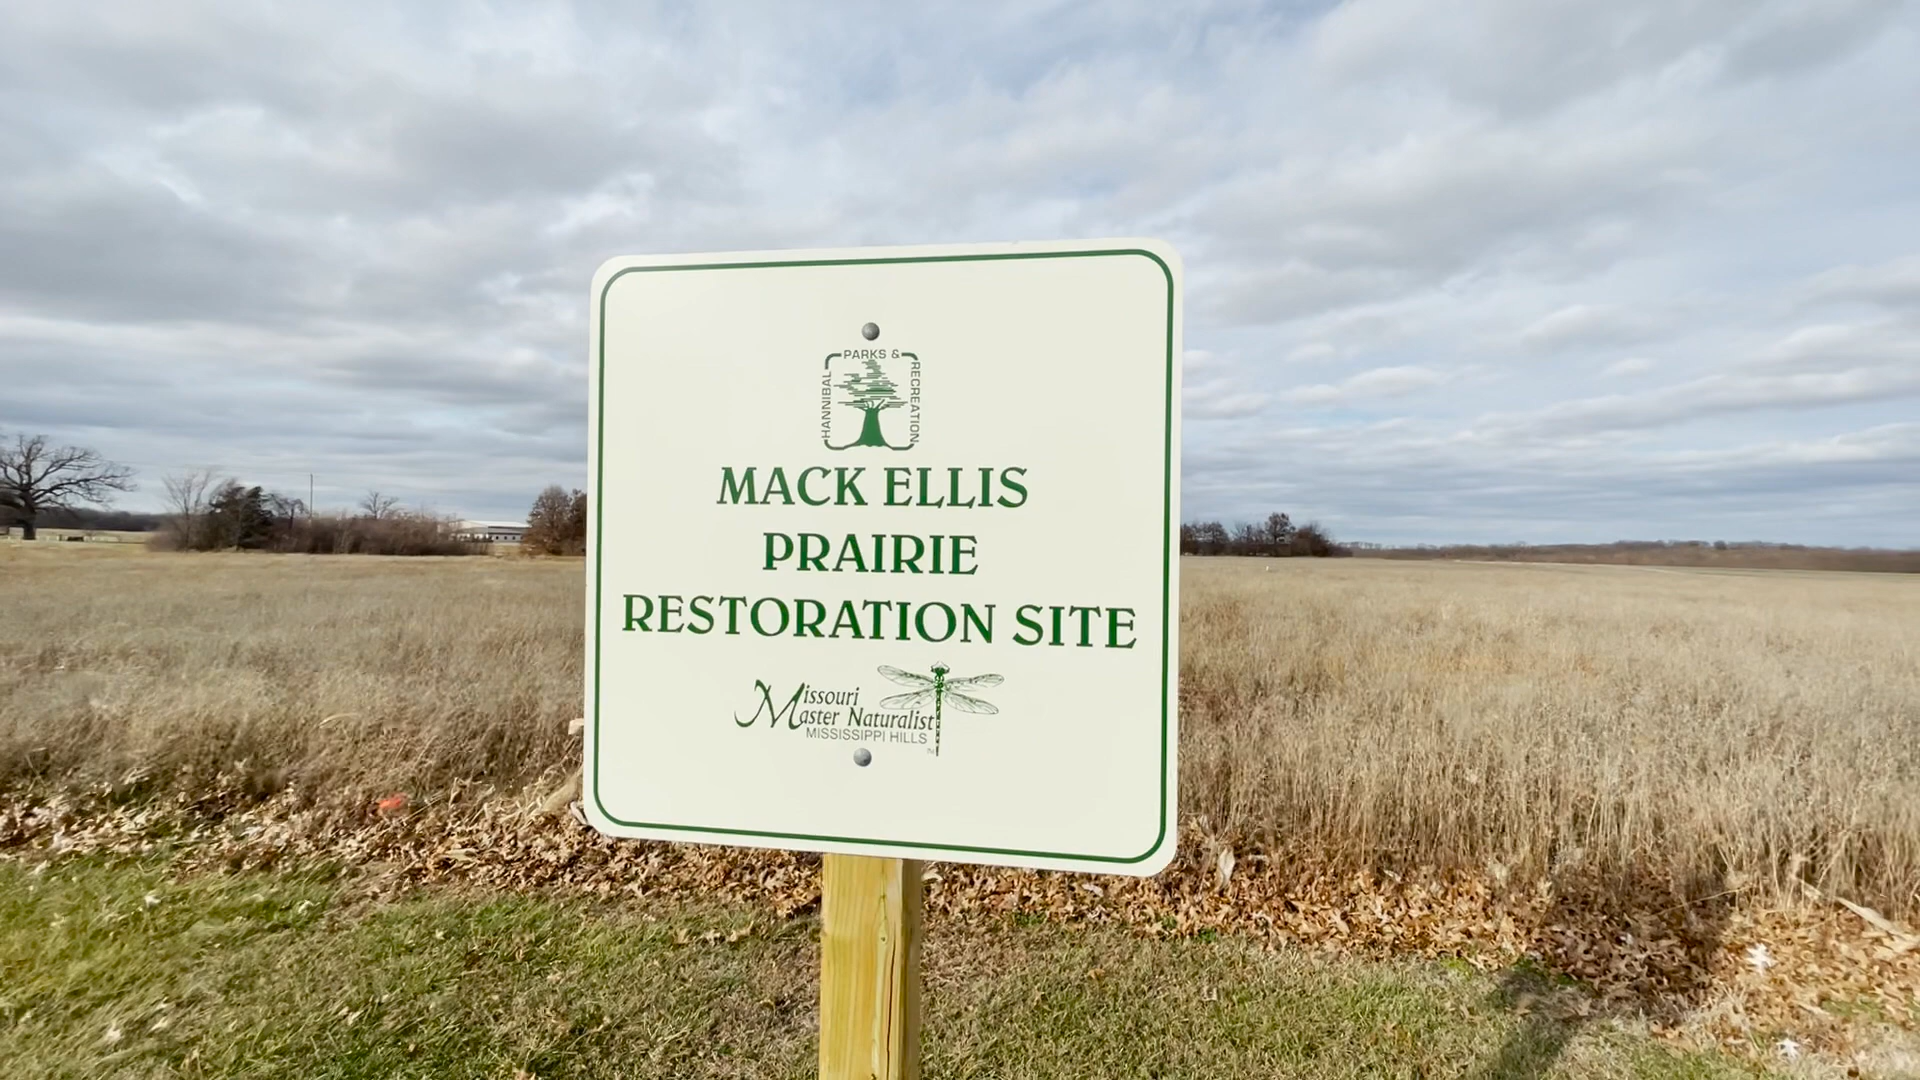 PARKS &
HANNIBAL
RECREATION
MACK ELLIS
PRAIRIE
RESTORATION SITE
Missouri
Master Naturalist
MISSISSIPPI HILLS